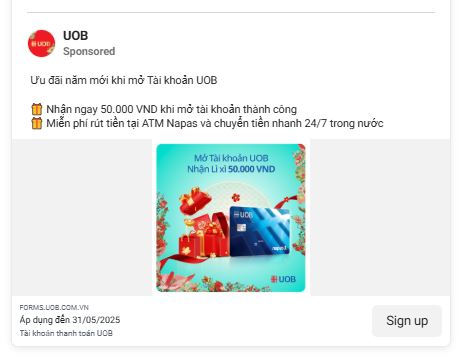 UOB
Sponsored
Ưu đãi năm mới khi mở Tài khoản UOB
Nhận ngay 50.000 VND khi mở tài khoản thành công
Miễn phí rút tiền tại ATM Napas và chuyển tiền nhanh 24/7 trong nước
Mở Tài khoản UOB
Nhận Lì xì 50.000 VND
UOB
napas
UOB
FORMS.UOB.COM.VN
Áp dụng đến 31/05/2025
Tài khoản thanh toán UOB
Sign up